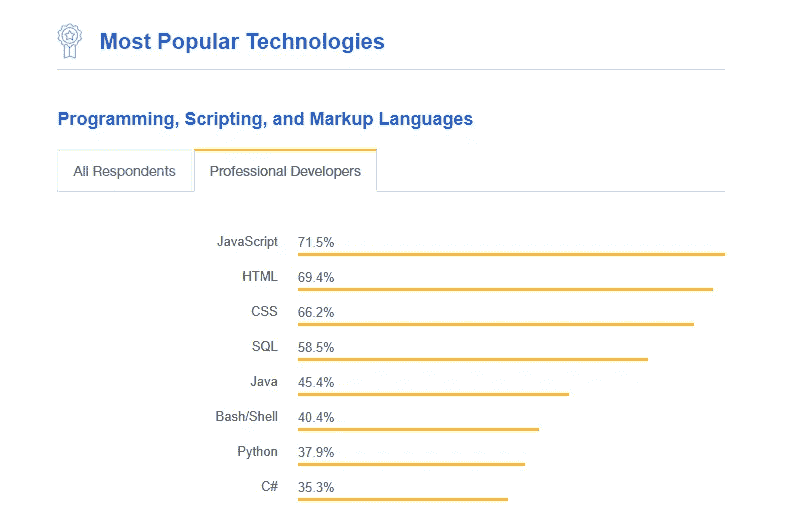 Most Popular Technologies
Programming, Scripting, and Markup Languages
All Respondents Professional Developers
JavaScript 71.5%
HTML 69.4%
CSS 66.2%
SQL 58.5%
Java 45.4%
Bash/Shell 40.4%
Python 37.9%
C# 35.3%